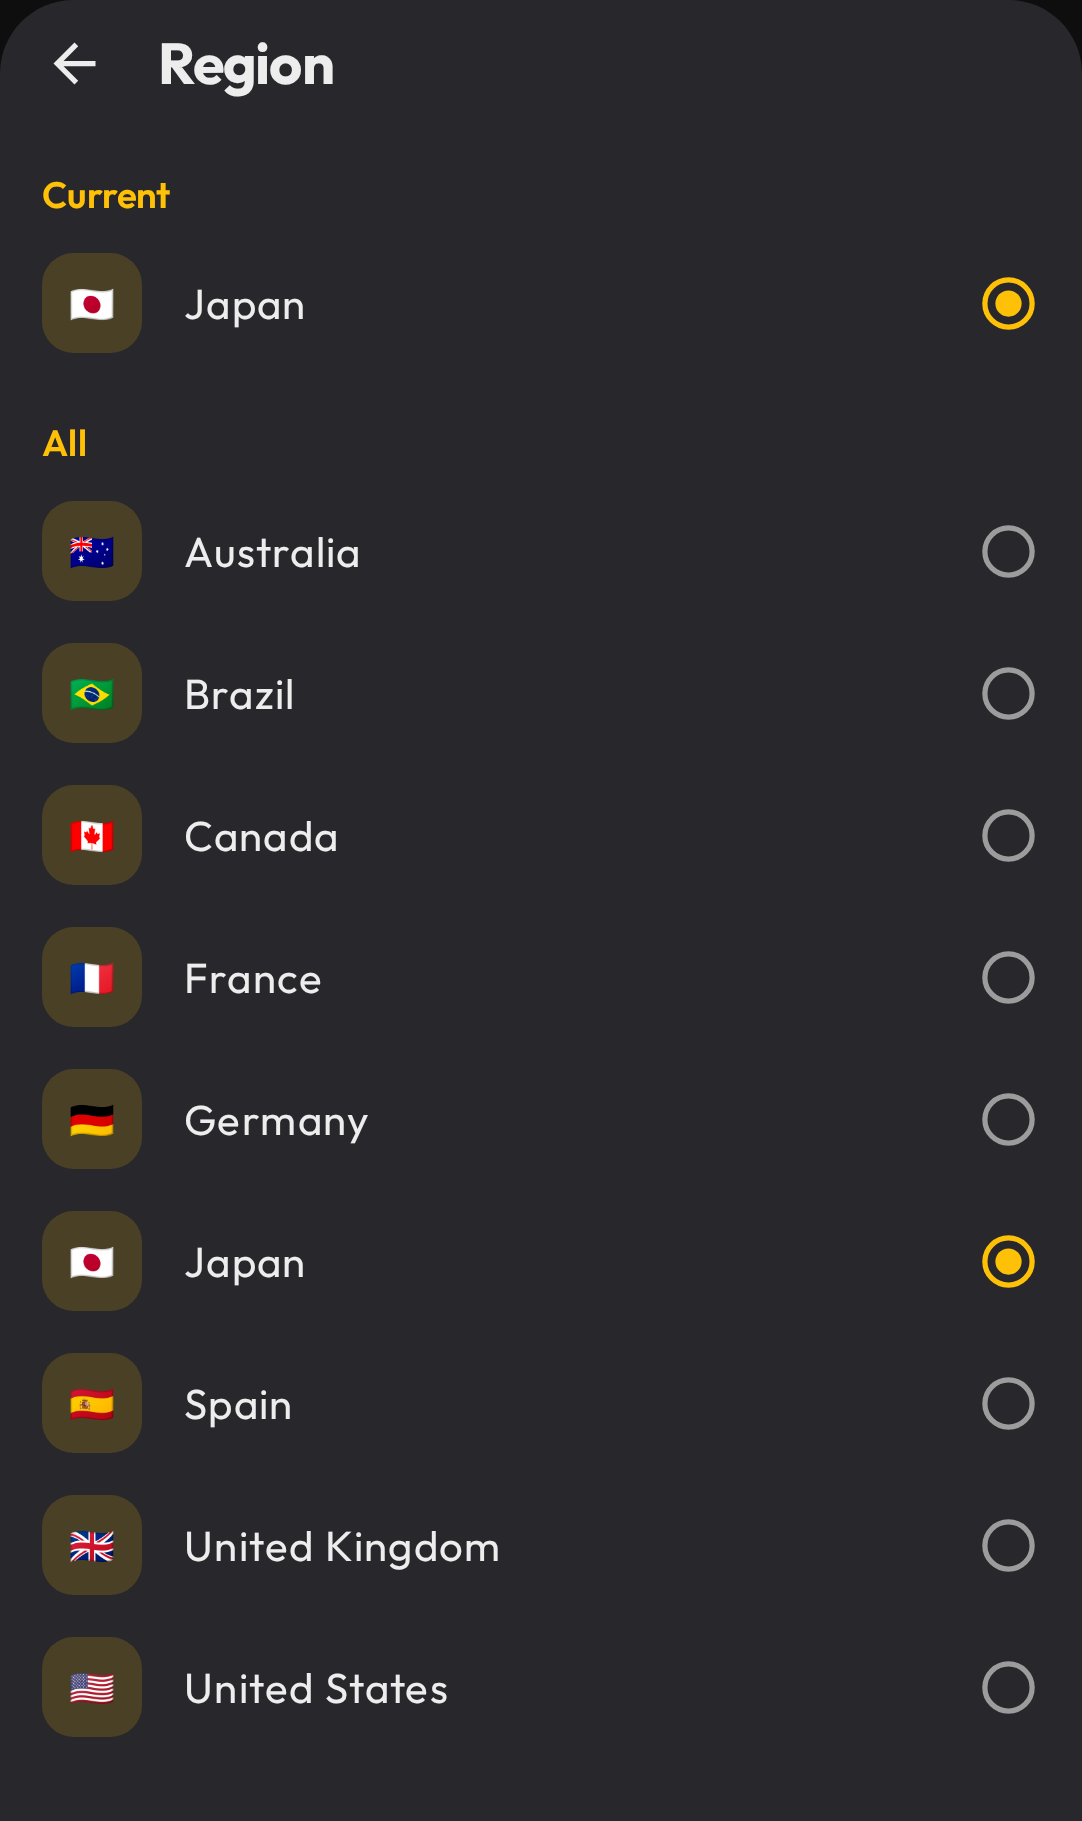 Region
Current
Japan
All
Australia
Brazil
Canada
France
Germany
Japan
Spain
United Kingdom
United States